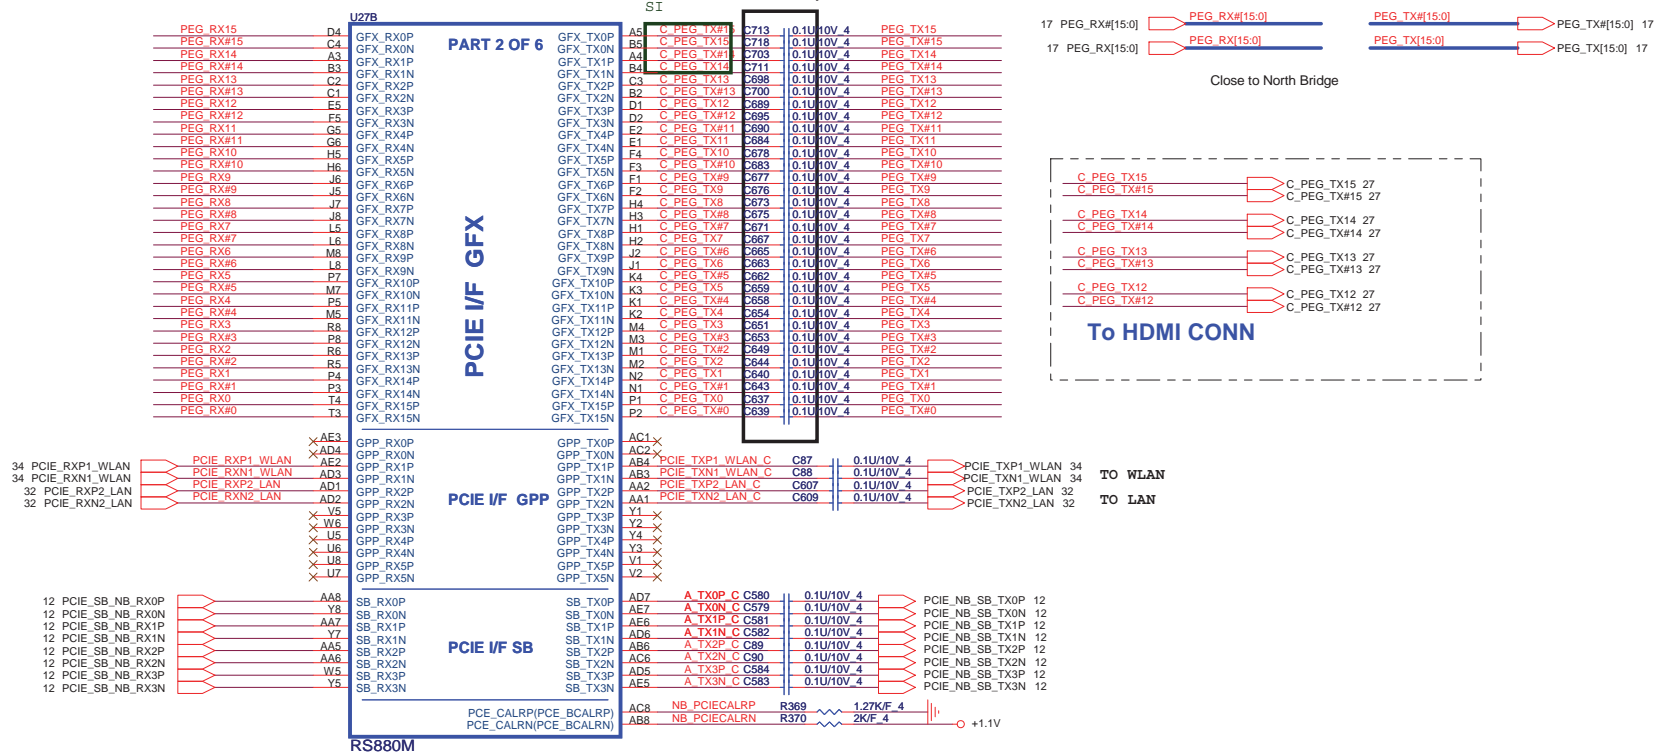 SI
U27B
PART 2 OF 6
PCIE I/F GFX
PEG_RX15 D4 GFX_RX0P GFX_TX0P A5 C_PEG_TX#15 C713 0.1U/10V_4 PEG_TX15
PEG_RX#15 C4 GFX_RX0N GFX_TX0N B5 C_PEG_TX15 C718 0.1U/10V_4 PEG_TX#15
PEG_RX14 A3 GFX_RX1P GFX_TX1P A4 C_PEG_TX#14 C703 0.1U/10V_4 PEG_TX14
PEG_RX#14 B3 GFX_RX1N GFX_TX1N B4 C_PEG_TX14 C711 0.1U/10V_4 PEG_TX#14
PEG_RX13 C2 GFX_RX2P GFX_TX2P C3 C_PEG_TX13 C698 0.1U/10V_4 PEG_TX13
PEG_RX#13 C1 GFX_RX2N GFX_TX2N B2 C_PEG_TX#13 C700 0.1U/10V_4 PEG_TX#13
PEG_RX12 E5 GFX_RX3P GFX_TX3P D1 C_PEG_TX12 C689 0.1U/10V_4 PEG_TX12
PEG_RX#12 F5 GFX_RX3N GFX_TX3N D2 C_PEG_TX#12 C695 0.1U/10V_4 PEG_TX#12
PEG_RX11 G5 GFX_RX4P GFX_TX4P E2 C_PEG_TX#11 C690 0.1U/10V_4 PEG_TX#11
PEG_RX#11 G6 GFX_RX4N GFX_TX4N E1 C_PEG_TX11 C684 0.1U/10V_4 PEG_TX11
PEG_RX10 H5 GFX_RX5P GFX_TX5P F4 C_PEG_TX10 C678 0.1U/10V_4 PEG_TX10
PEG_RX#10 H6 GFX_RX5N GFX_TX5N F3 C_PEG_TX#10 C683 0.1U/10V_4 PEG_TX#10
PEG_RX9 J6 GFX_RX6P GFX_TX6P F1 C_PEG_TX#9 C677 0.1U/10V_4 PEG_TX#9
PEG_RX#9 J5 GFX_RX6N GFX_TX6N F2 C_PEG_TX9 C676 0.1U/10V_4 PEG_TX9
PEG_RX8 J7 GFX_RX7P GFX_TX7P H4 C_PEG_TX8 C673 0.1U/10V_4 PEG_TX8
PEG_RX#8 J8 GFX_RX7N GFX_TX7N H3 C_PEG_TX#8 C675 0.1U/10V_4 PEG_TX#8
PEG_RX7 L5 GFX_RX8P GFX_TX8P H1 C_PEG_TX#7 C671 0.1U/10V_4 PEG_TX#7
PEG_RX#7 L6 GFX_RX8N GFX_TX8N H2 C_PEG_TX7 C667 0.1U/10V_4 PEG_TX7
PEG_RX6 M8 GFX_RX9P GFX_TX9P J2 C_PEG_TX#6 C665 0.1U/10V_4 PEG_TX#6
PEG_RX#6 L8 GFX_RX9N GFX_TX9N J1 C_PEG_TX6 C663 0.1U/10V_4 PEG_TX6
PEG_RX5 P7 GFX_RX10P GFX_TX10P K4 C_PEG_TX#5 C662 0.1U/10V_4 PEG_TX#5
PEG_RX#5 M7 GFX_RX10N GFX_TX10N K3 C_PEG_TX5 C659 0.1U/10V_4 PEG_TX5
PEG_RX4 P5 GFX_RX11P GFX_TX11P K1 C_PEG_TX#4 C658 0.1U/10V_4 PEG_TX#4
PEG_RX#4 M5 GFX_RX11N GFX_TX11N K2 C_PEG_TX4 C654 0.1U/10V_4 PEG_TX4
PEG_RX3 R8 GFX_RX12P GFX_TX12P M4 C_PEG_TX3 C651 0.1U/10V_4 PEG_TX3
PEG_RX#3 P8 GFX_RX12N GFX_TX12N M3 C_PEG_TX#3 C653 0.1U/10V_4 PEG_TX#3
PEG_RX2 R6 GFX_RX13P GFX_TX13P M1 C_PEG_TX#2 C649 0.1U/10V_4 PEG_TX#2
PEG_RX#2 R5 GFX_RX13N GFX_TX13N M2 C_PEG_TX2 C644 0.1U/10V_4 PEG_TX2
PEG_RX1 P4 GFX_RX14P GFX_TX14P N2 C_PEG_TX1 C640 0.1U/10V_4 PEG_TX1
PEG_RX#1 P3 GFX_RX14N GFX_TX14N N1 C_PEG_TX#1 C643 0.1U/10V_4 PEG_TX#1
PEG_RX0 T4 GFX_RX15P GFX_TX15P P1 C_PEG_TX0 C637 0.1U/10V_4 PEG_TX0
PEG_RX#0 T3 GFX_RX15N GFX_TX15N P2 C_PEG_TX#0 C639 0.1U/10V_4 PEG_TX#0
AE3 GPP_RX0P GPP_TX0P AC1
AD4 GPP_RX0N GPP_TX0N AC2
34 PCIE_RXP1_WLAN PCIE_RXP1_WLAN AE2 GPP_RX1P GPP_TX1P AB4 PCIE_TXP1_WLAN_C C87 0.1U/10V_4 PCIE_TXP1_WLAN 34
34 PCIE_RXN1_WLAN PCIE_RXN1_WLAN AD3 GPP_RX1N GPP_TX1N AB3 PCIE_TXN1_WLAN_C C88 0.1U/10V_4 PCIE_TXN1_WLAN 34
TO WLAN
32 PCIE_RXP2_LAN PCIE_RXP2_LAN AD1 GPP_RX2P GPP_TX2P AA2 PCIE_TXP2_LAN_C C607 0.1U/10V_4 PCIE_TXP2_LAN 32
32 PCIE_RXN2_LAN PCIE_RXN2_LAN AD2 GPP_RX2N GPP_TX2N AA1 PCIE_TXN2_LAN_C C609 0.1U/10V_4 PCIE_TXN2_LAN 32
TO LAN
PCIE I/F GPP
V5 GPP_RX3P GPP_TX3P Y1
W6 GPP_RX3N GPP_TX3N Y2
U5 GPP_RX4P GPP_TX4P Y4
U6 GPP_RX4N GPP_TX4N Y3
U8 GPP_RX5P GPP_TX5P V1
U7 GPP_RX5N GPP_TX5N V2
12 PCIE_SB_NB_RX0P AA8 SB_RX0P SB_TX0P AD7 A_TX0P_C C580 0.1U/10V_4 PCIE_NB_SB_TX0P 12
12 PCIE_SB_NB_RX0N Y8 SB_RX0N SB_TX0N AE7 A_TX0N_C C579 0.1U/10V_4 PCIE_NB_SB_TX0N 12
12 PCIE_SB_NB_RX1P AA7 SB_RX1P SB_TX1P AE6 A_TX1P_C C581 0.1U/10V_4 PCIE_NB_SB_TX1P 12
12 PCIE_SB_NB_RX1N Y7 SB_RX1N SB_TX1N AD6 A_TX1N_C C582 0.1U/10V_4 PCIE_NB_SB_TX1N 12
12 PCIE_SB_NB_RX2P AA5 SB_RX2P SB_TX2P AB6 A_TX2P_C C89 0.1U/10V_4 PCIE_NB_SB_TX2P 12
12 PCIE_SB_NB_RX2N AA6 SB_RX2N SB_TX2N AC6 A_TX2N_C C90 0.1U/10V_4 PCIE_NB_SB_TX2N 12
12 PCIE_SB_NB_RX3P W5 SB_RX3P SB_TX3P AD5 A_TX3P_C C584 0.1U/10V_4 PCIE_NB_SB_TX3P 12
12 PCIE_SB_NB_RX3N Y5 SB_RX3N SB_TX3N AE5 A_TX3N_C C583 0.1U/10V_4 PCIE_NB_SB_TX3N 12
PCIE I/F SB
PCE_CALRP(PCE_BCALRP) AC8 NB_PCIECALRP R369 1.27K/F_4
PCE_CALRN(PCE_BCALRN) AB8 NB_PCIECALRN R370 2K/F_4 +1.1V
RS880M
17 PEG_RX#[15:0] PEG_RX#[15:0] PEG_TX#[15:0] PEG_TX#[15:0] 17
17 PEG_RX[15:0] PEG_RX[15:0] PEG_TX[15:0] PEG_TX[15:0] 17
Close to North Bridge
C_PEG_TX15 C_PEG_TX15 27
C_PEG_TX#15 C_PEG_TX#15 27
C_PEG_TX14 C_PEG_TX14 27
C_PEG_TX#14 C_PEG_TX#14 27
C_PEG_TX13 C_PEG_TX13 27
C_PEG_TX#13 C_PEG_TX#13 27
C_PEG_TX12 C_PEG_TX12 27
C_PEG_TX#12 C_PEG_TX#12 27
To HDMI CONN